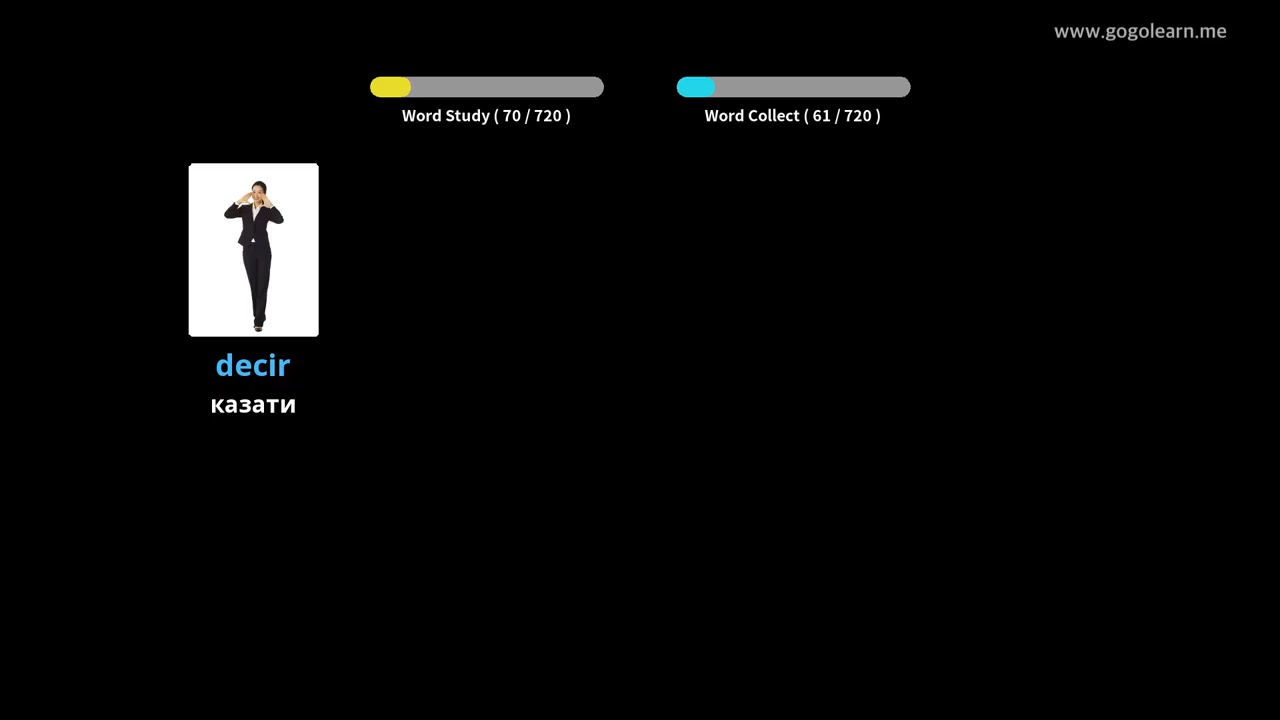 www.gogolearn.me
Word Study ( 70 / 720 )
Word Collect ( 61 / 720 )
decir
казати